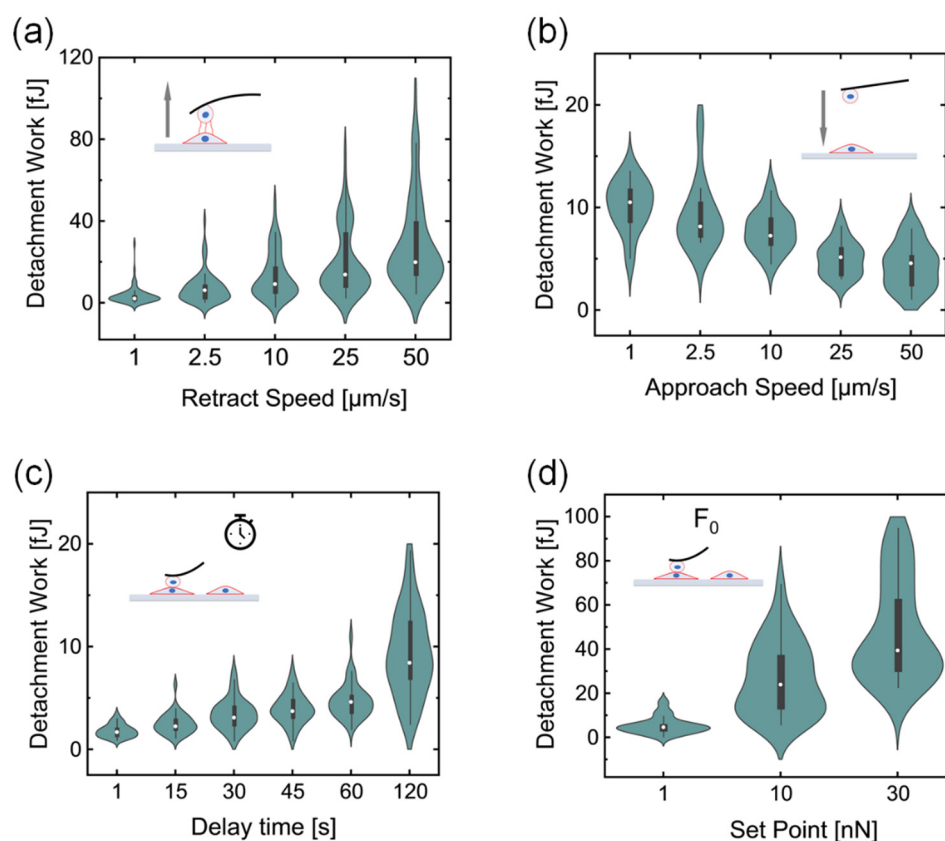 (a)
120
80
40
0
Detachment Work [fJ]
1 2.5 10 25 50
Retract Speed [µm/s]
(b)
20
10
0
Detachment Work [fJ]
1 2.5 10 25 50
Approach Speed [µm/s]
(c)
20
10
0
Detachment Work [fJ]
1 15 30 45 60 120
Delay time [s]
(d)
F₀
100
80
60
40
20
0
Detachment Work [fJ]
1 10 30
Set Point [nN]